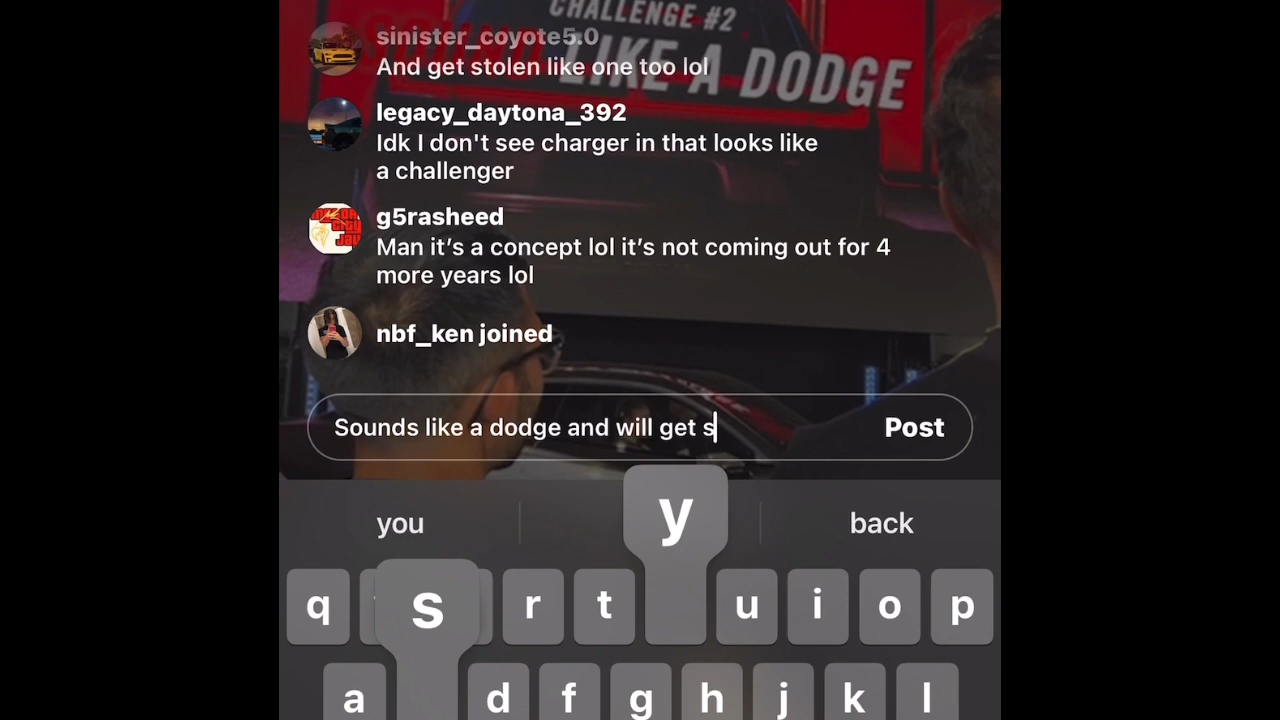 CHALLENGE #2
LIKE A DODGE
sinister_coyote5.0
And get stolen like one too lol
legacy_daytona_392
Idk I don't see charger in that looks like
a challenger
g5rasheed
Man it’s a concept lol it’s not coming out for 4
more years lol
nbf_ken joined
Sounds like a dodge and will get s
Post
you
back
y
q
r
t
u
i
o
p
s
a
d
f
g
h
j
k
l